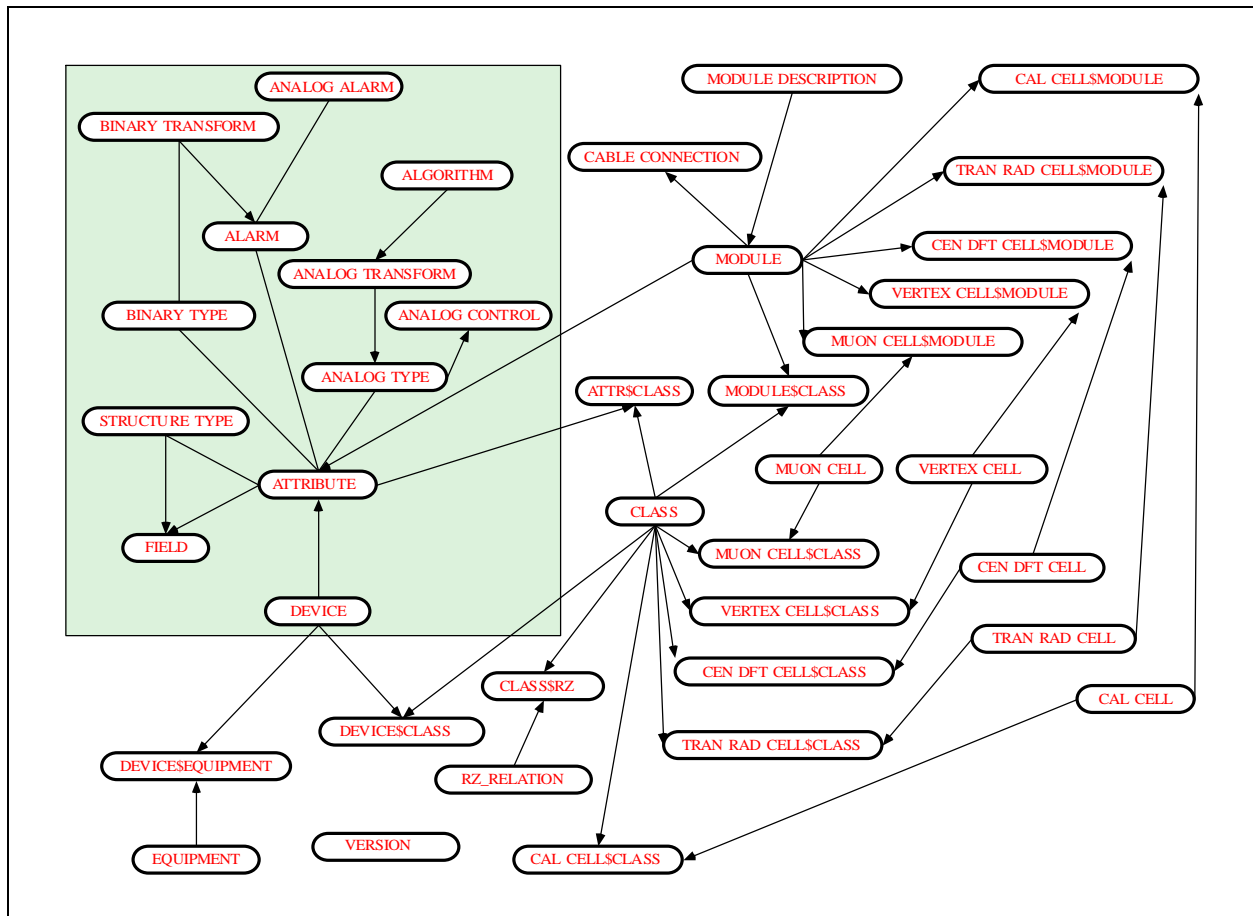 ANALOG ALARM
MODULE DESCRIPTION
CAL CELL$MODULE
BINARY TRANSFORM
CABLE CONNECTION
ALGORITHM
TRAN RAD CELL$MODULE
ALARM
CEN DFT CELL$MODULE
MODULE
ANALOG TRANSFORM
VERTEX CELL$MODULE
BINARY TYPE
ANALOG CONTROL
MUON CELL$MODULE
ANALOG TYPE
ATTR$CLASS
MODULE$CLASS
STRUCTURE TYPE
MUON CELL
VERTEX CELL
ATTRIBUTE
CLASS
FIELD
MUON CELL$CLASS
CEN DFT CELL
DEVICE
VERTEX CELL$CLASS
TRAN RAD CELL
CEN DFT CELL$CLASS
CLASS$RZ
CAL CELL
DEVICE$CLASS
TRAN RAD CELL$CLASS
DEVICE$EQUIPMENT
RZ_RELATION
VERSION
EQUIPMENT
CAL CELL$CLASS